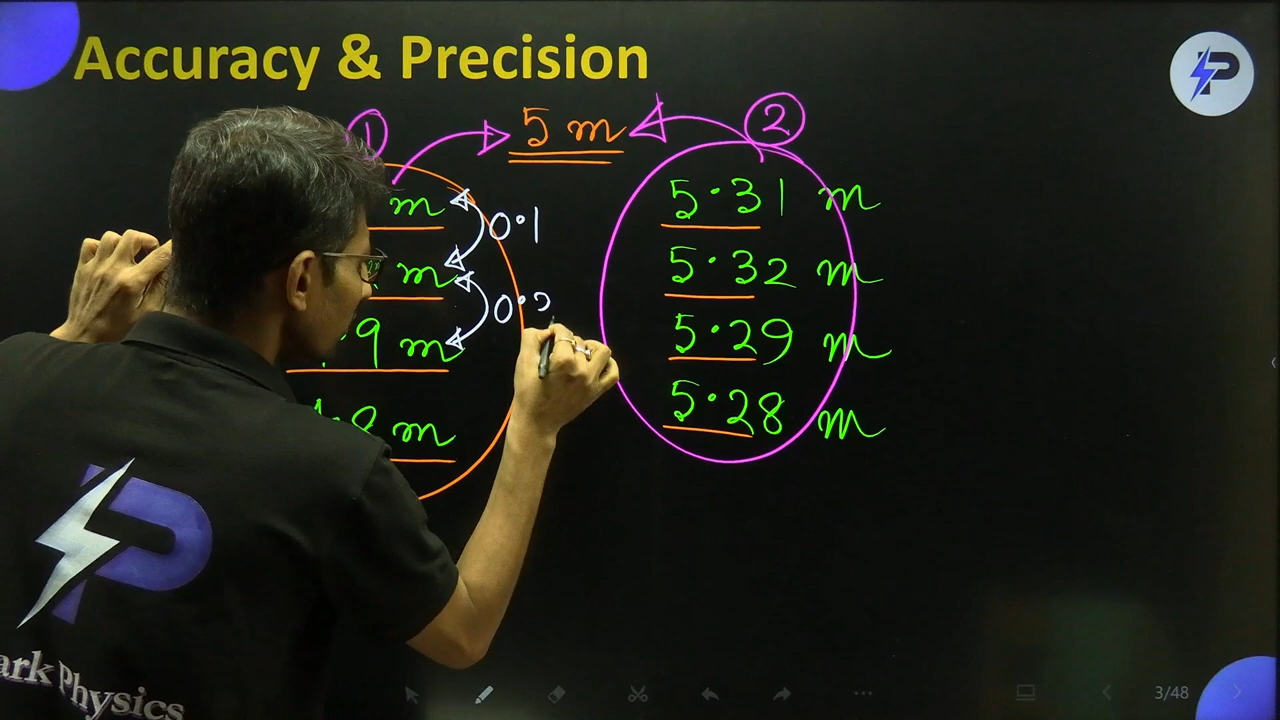 Accuracy & Precision
P
① 5 m ②
m 0.1 5.31 m
m 0. 5.32 m
.9 m 5.29 m
m 5.28 m
P
ark Physics
3/48